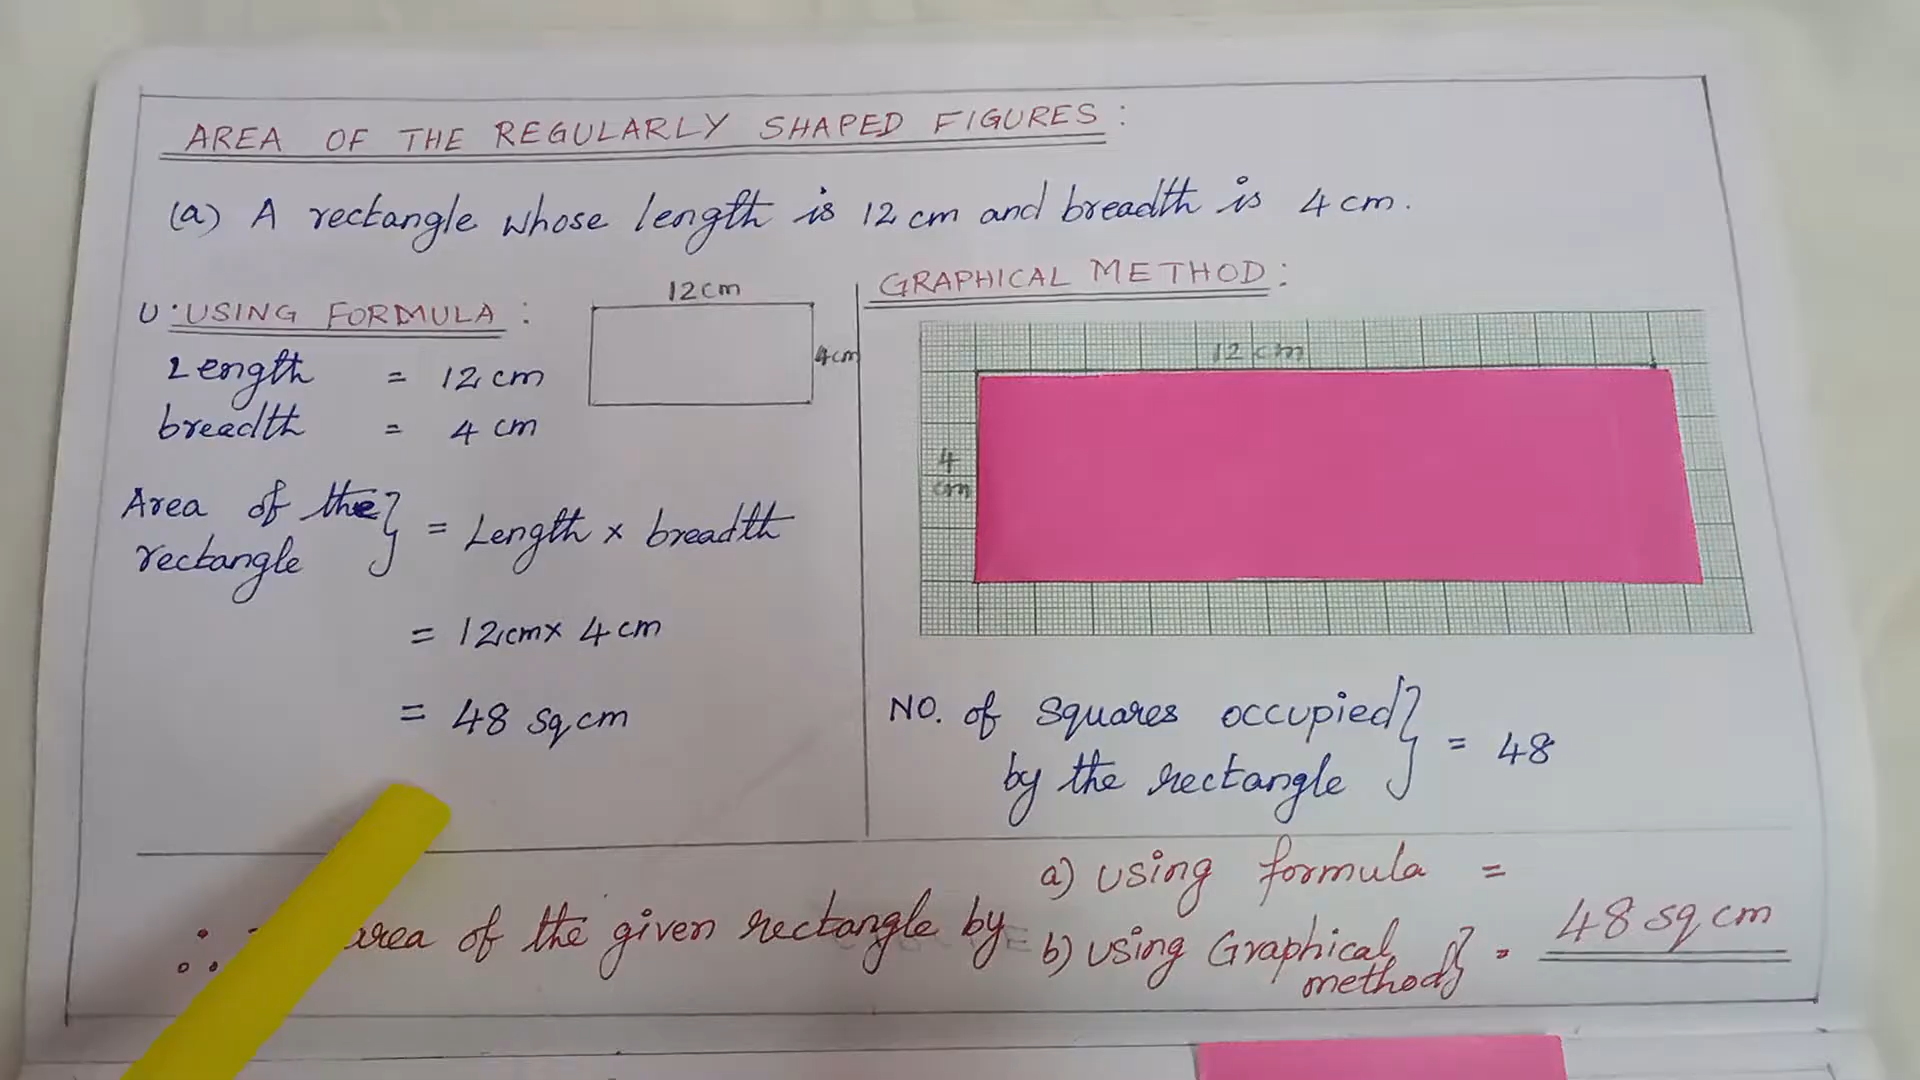 AREA OF THE REGULARLY SHAPED FIGURES :
(a) A rectangle whose length is 12 cm and breadth is 4 cm.
USING FORMULA :
12cm
4cm
Length = 12 cm
breadth = 4 cm
Area of the
rectangle } = Length x breadth
= 12cm x 4 cm
= 48 sq cm
GRAPHICAL METHOD :
12 cm
4
cm
NO. of squares occupied
by the rectangle } = 48
area of the given rectangle by
a) using formula =
b) using Graphical
method } = 48 sq cm